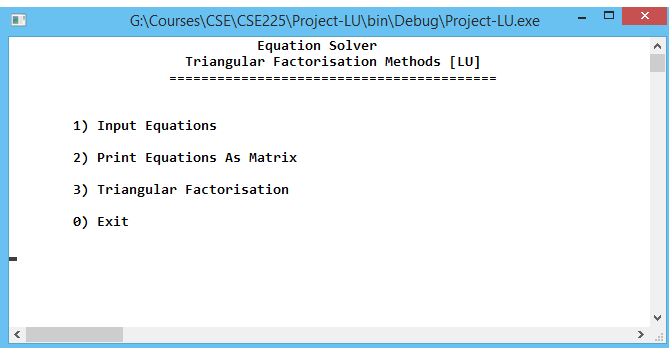 G:\Courses\CSE\CSE225\Project-LU\bin\Debug\Project-LU.exe
Equation Solver
Triangular Factorisation Methods [LU]
=========================================
1) Input Equations
2) Print Equations As Matrix
3) Triangular Factorisation
0) Exit